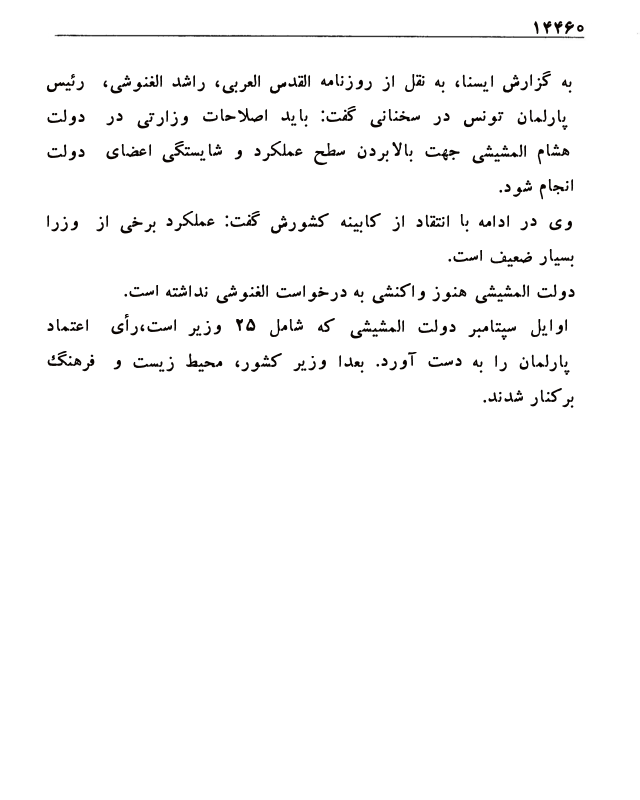 ۱۴۴۶۰
به گزارش ایسنا، به نقل از روزنامه القدس العربی، راشد الغنوشی، رئیس
پارلمان تونس در سخنانی گفت: باید اصلاحات وزارتی در دولت
هشام المشیشی جهت بالابردن سطح عملکرد و شایستگی اعضای دولت
انجام شود.
وی در ادامه با انتقاد از کابینه کشورش گفت: عملکرد برخی از وزرا
بسیار ضعیف است.
دولت المشیشی هنوز واکنشی به درخواست الغنوشی نداشته است.
اوایل سپتامبر دولت المشیشی که شامل ۲۵ وزیر است،رأی اعتماد
پارلمان را به دست آورد. بعدا وزیر کشور، محیط زیست و فرهنگ
برکنار شدند.